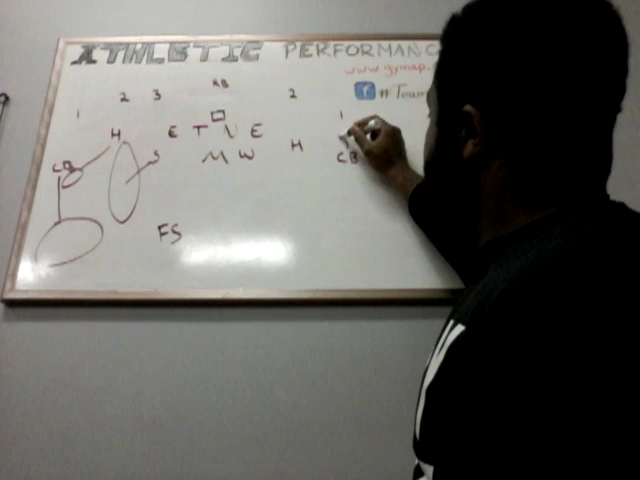 ATHLETIC PERFORMANC
www.gymap.
f #Team
RB
2 3 2
1 1
H E T N E
CB S M W H CB
FS